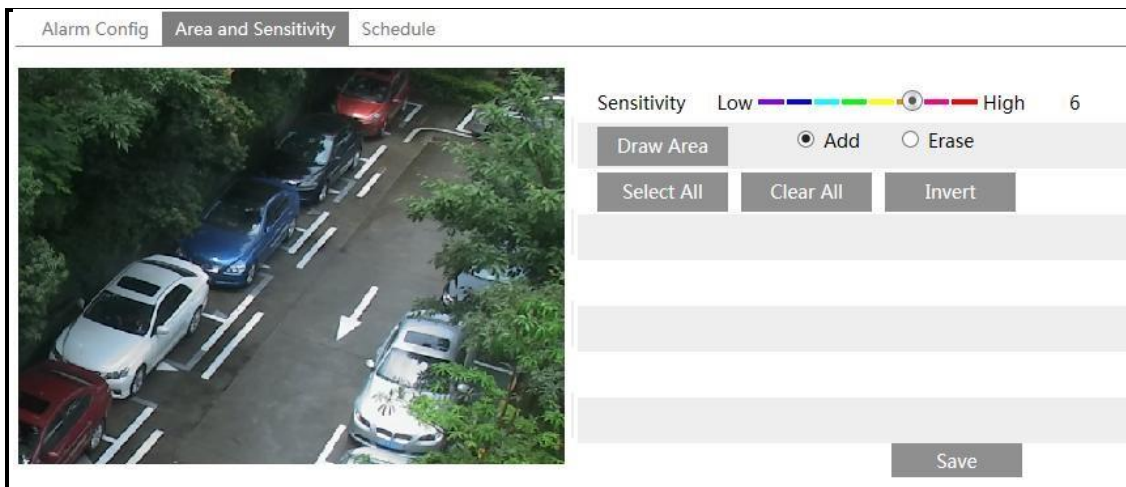 Alarm Config Area and Sensitivity Schedule
Sensitivity Low High 6
Draw Area Add Erase
Select All Clear All Invert
Save